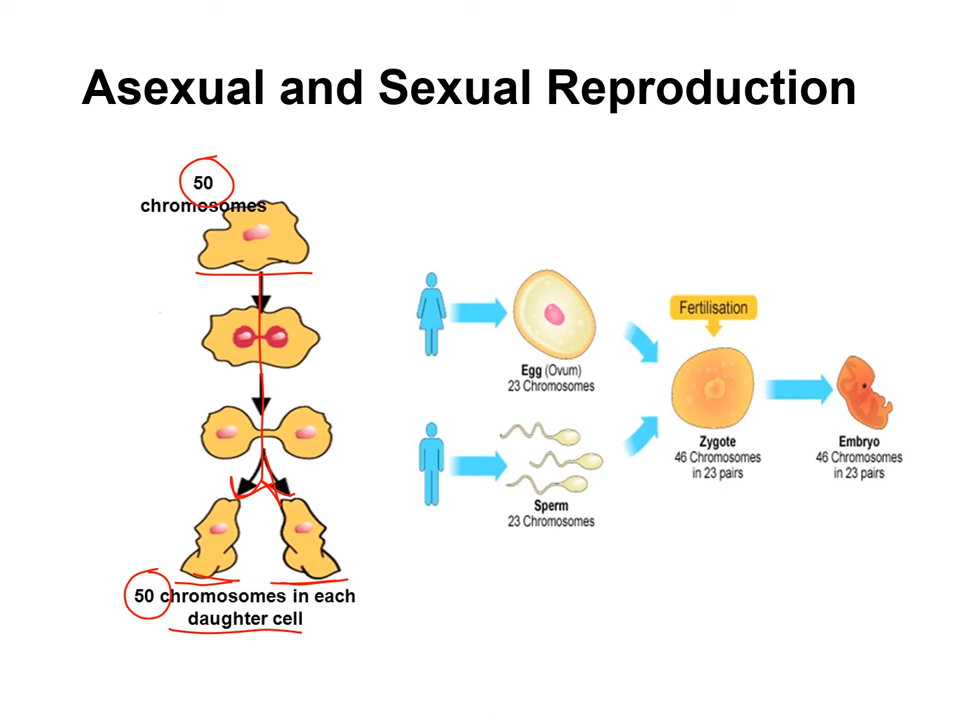 Asexual and Sexual Reproduction
50
chromosomes
50 chromosomes in each
daughter cell
Egg (Ovum)
23 Chromosomes
Sperm
23 Chromosomes
Fertilisation
Zygote
46 Chromosomes
in 23 pairs
Embryo
46 Chromosomes
in 23 pairs